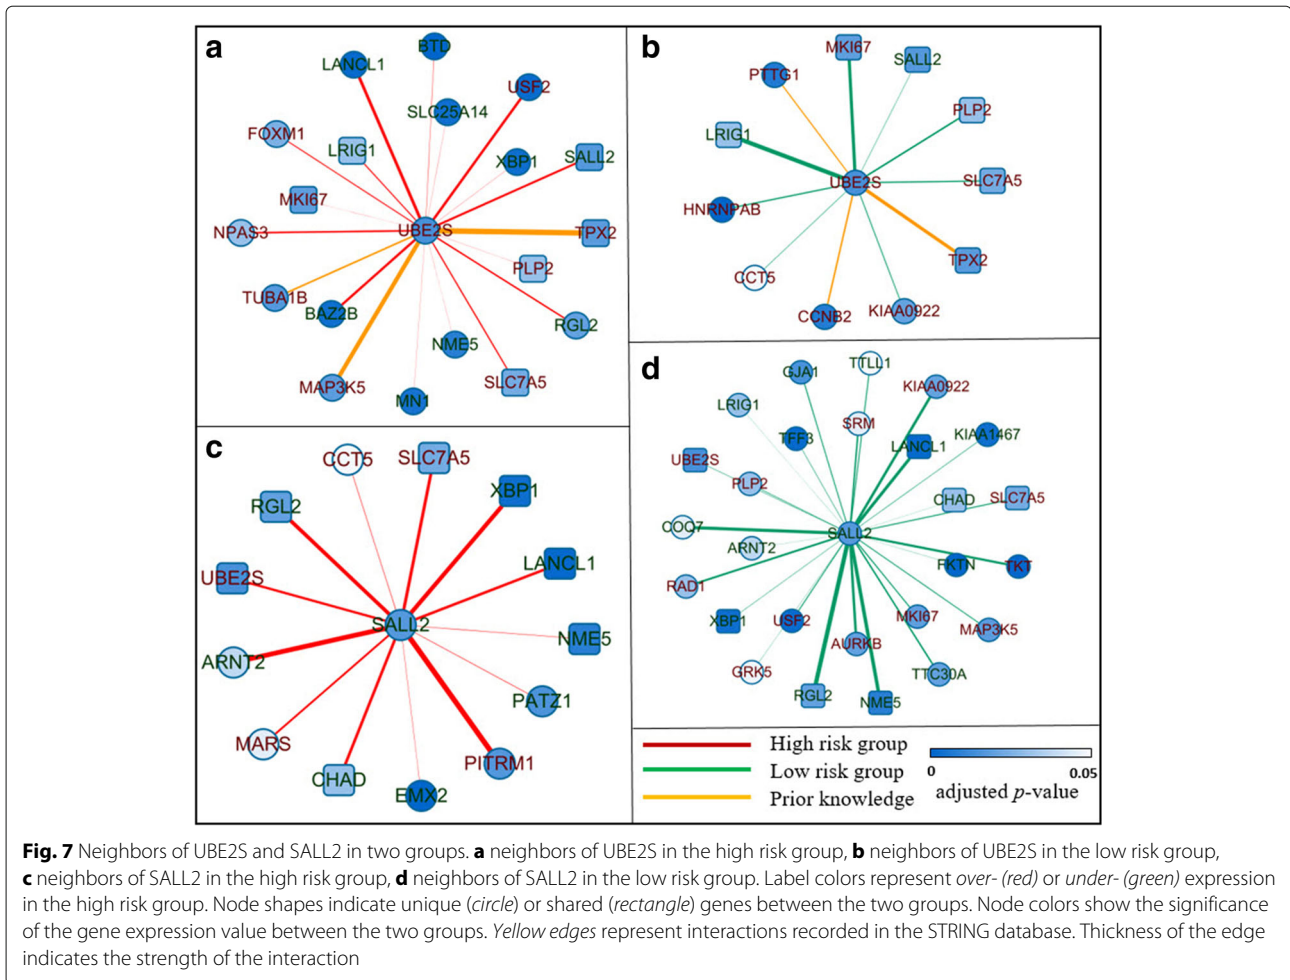 a
BTD
LANCL1
USF2
SLC25A14
FOXM1
LRIG1
XBP1
SALL2
MKI67
NPAS3
UBE2S
TPX2
PLP2
TUBA1B
BAZ2B
RGL2
NME5
MAP3K5
SLC7A5
MN1
b
MKI67
SALL2
PTTG1
PLP2
LRIG1
UBE2S
SLC7A5
HNRNPAB
TPX2
CCT5
CCNB2
KIAA0922
c
CCT5
SLC7A5
XBP1
RGL2
LANCL1
UBE2S
SALL2
NME5
ARNT2
PATZ1
MARS
PITRM1
CHAD
EMX2
d
TTLL1
GJA1
KIAA0922
LRIG1
SRM
TFF3
LANCL1
KIAA1467
UBE2S
PLP2
CHAD
SLC7A5
COQ7
SALL2
ARNT2
FKTN
TKT
RAD1
XBP1
USF2
MKI67
MAP3K5
AURKB
GRK5
TTC30A
RGL2
NME5
High risk group
Low risk group
Prior knowledge
0
0.05
adjusted p-value
Fig. 7 Neighbors of UBE2S and SALL2 in two groups. a neighbors of UBE2S in the high risk group, b neighbors of UBE2S in the low risk group,
c neighbors of SALL2 in the high risk group, d neighbors of SALL2 in the low risk group. Label colors represent over- (red) or under- (green) expression
in the high risk group. Node shapes indicate unique (circle) or shared (rectangle) genes between the two groups. Node colors show the significance
of the gene expression value between the two groups. Yellow edges represent interactions recorded in the STRING database. Thickness of the edge
indicates the strength of the interaction